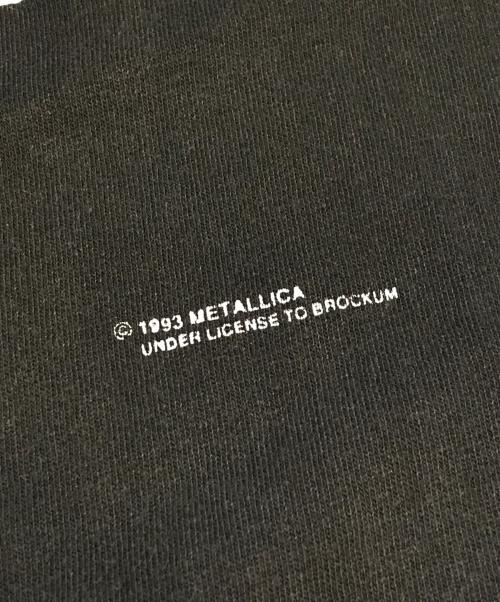 © 1993 METALLICA
UNDER LICENSE TO BROCKUM